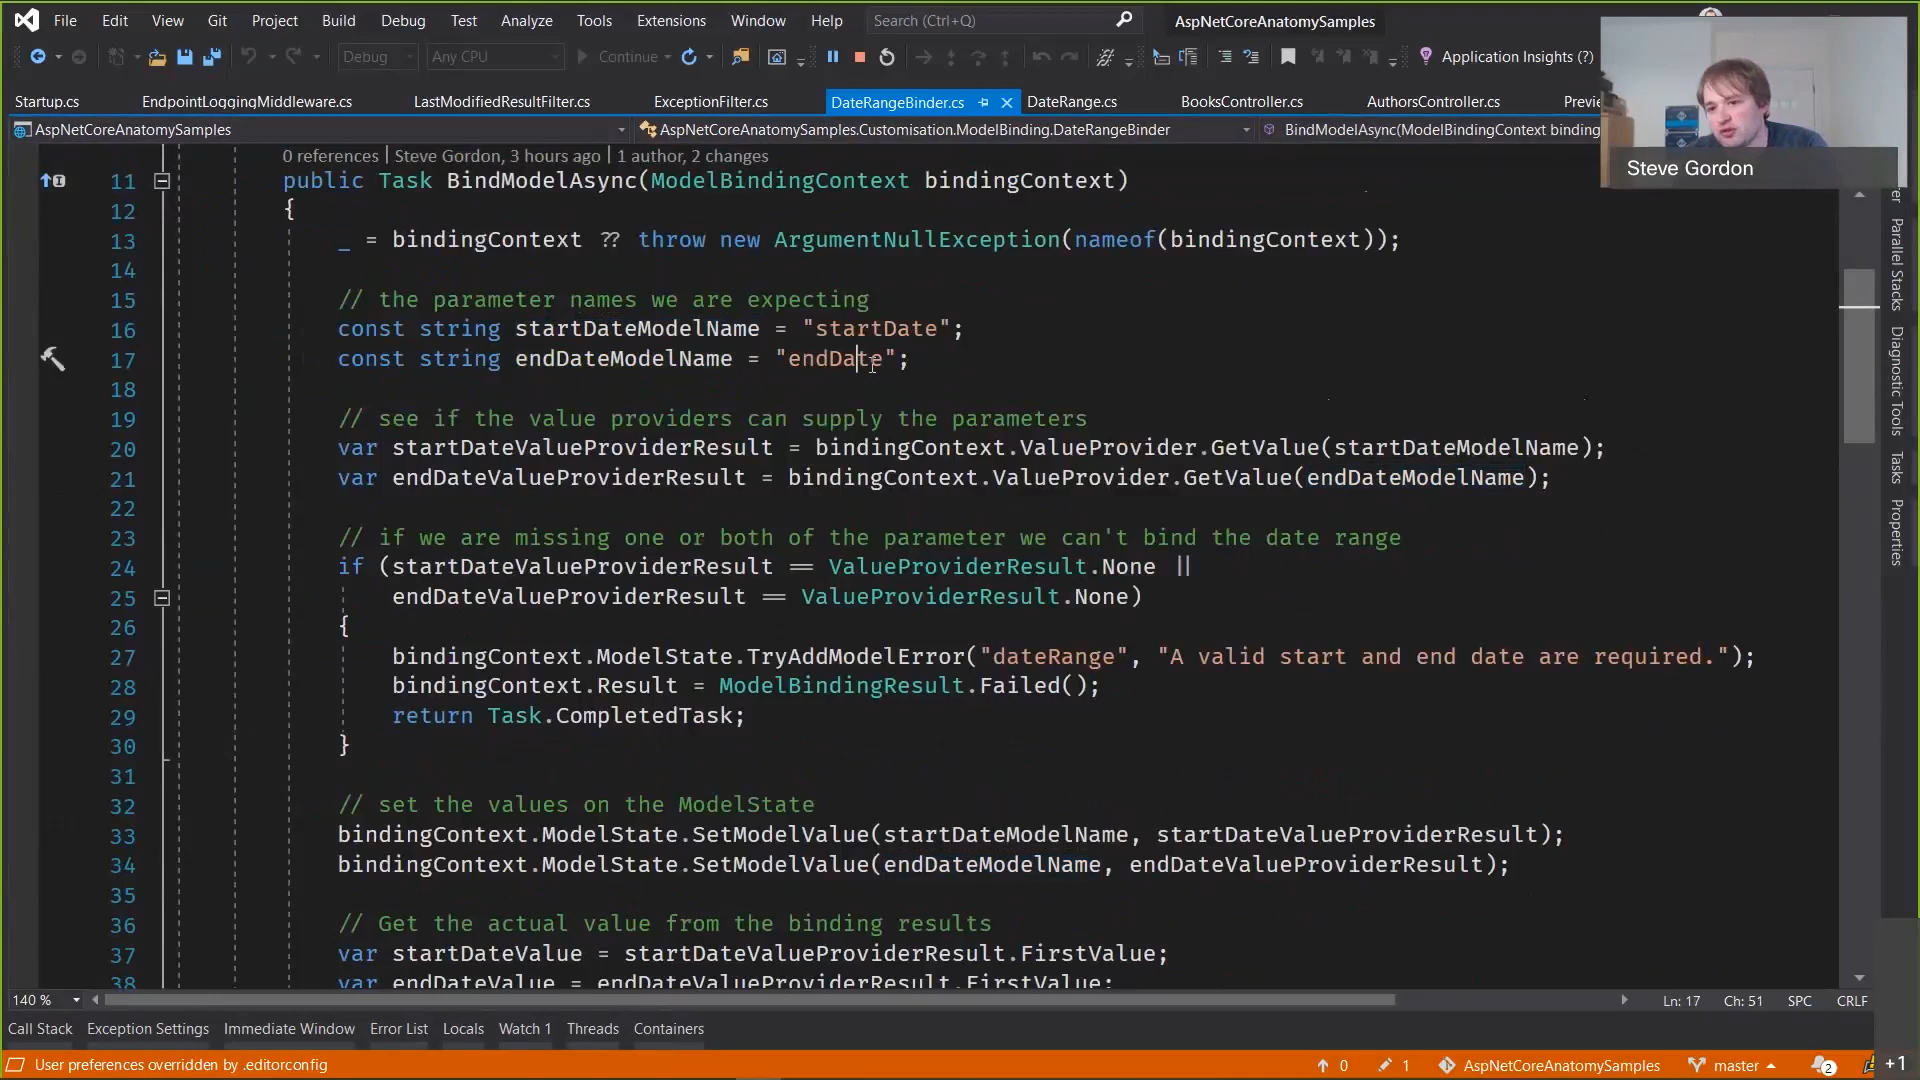 File Edit View Git Project Build Debug Test Analyze Tools Extensions Window Help Search (Ctrl+Q) AspNetCoreAnatomySamples
Debug Any CPU Continue Application Insights (?)
Startup.cs EndpointLoggingMiddleware.cs LastModifiedResultFilter.cs ExceptionFilter.cs DateRangeBinder.cs DateRange.cs BooksController.cs AuthorsController.cs Previe
AspNetCoreAnatomySamples AspNetCoreAnatomySamples.Customisation.ModelBinding.DateRangeBinder BindModelAsync(ModelBindingContext binding
Steve Gordon
0 references | Steve Gordon, 3 hours ago | 1 author, 2 changes
11 public Task BindModelAsync(ModelBindingContext bindingContext)
12 {
13 _ = bindingContext ?? throw new ArgumentNullException(nameof(bindingContext));
14
15 // the parameter names we are expecting
16 const string startDateModelName = "startDate";
17 const string endDateModelName = "endDate";
18
19 // see if the value providers can supply the parameters
20 var startDateValueProviderResult = bindingContext.ValueProvider.GetValue(startDateModelName);
21 var endDateValueProviderResult = bindingContext.ValueProvider.GetValue(endDateModelName);
22
23 // if we are missing one or both of the parameter we can't bind the date range
24 if (startDateValueProviderResult == ValueProviderResult.None ||
25 endDateValueProviderResult == ValueProviderResult.None)
26 {
27 bindingContext.ModelState.TryAddModelError("dateRange", "A valid start and end date are required.");
28 bindingContext.Result = ModelBindingResult.Failed();
29 return Task.CompletedTask;
30 }
31
32 // set the values on the ModelState
33 bindingContext.ModelState.SetModelValue(startDateModelName, startDateValueProviderResult);
34 bindingContext.ModelState.SetModelValue(endDateModelName, endDateValueProviderResult);
35
36 // Get the actual value from the binding results
37 var startDateValue = startDateValueProviderResult.FirstValue;
38 var endDateValue = endDateValueProviderResult.FirstValue;
Parallel Stacks
Diagnostic Tools
Tasks
Properties
140 % Ln: 17 Ch: 51 SPC CRLF
Call Stack Exception Settings Immediate Window Error List Locals Watch 1 Threads Containers
User preferences overridden by .editorconfig 0 1 AspNetCoreAnatomySamples master 2 +1